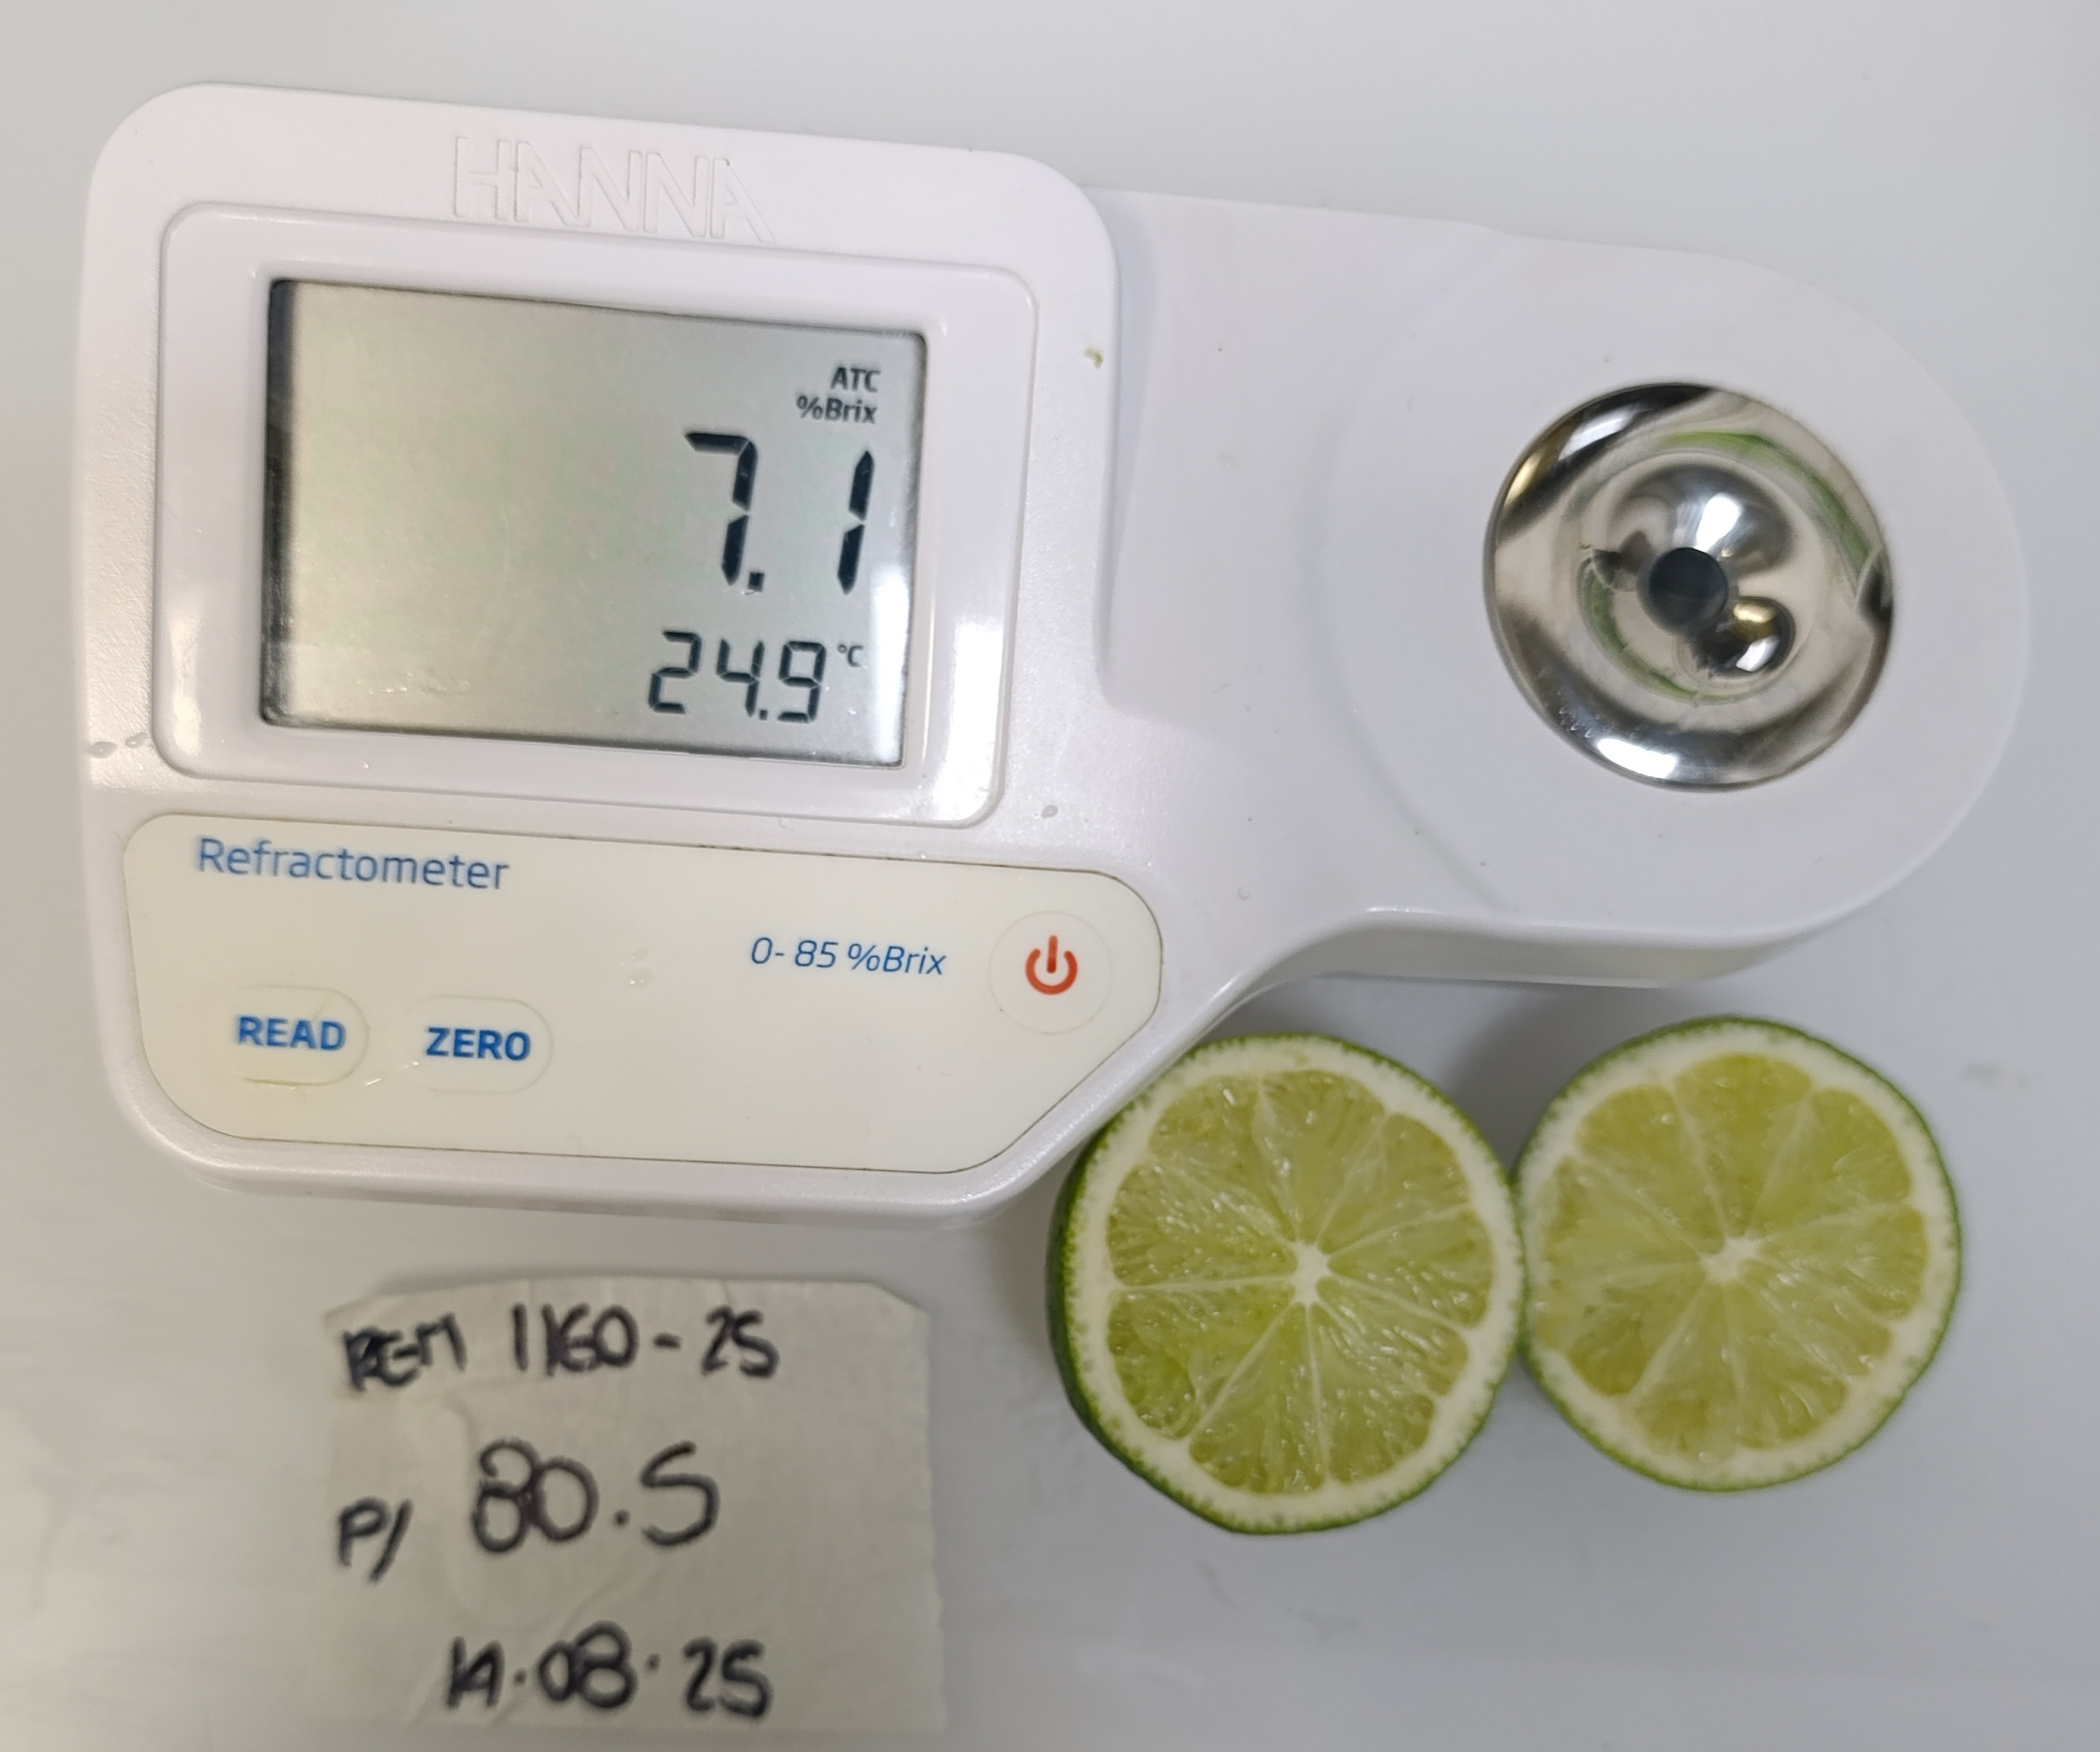 HANNA
ATC
%Brix
7.1
24.9°C
Refractometer
0-85 %Brix
READ
ZERO
REM 1160-25
P/ 80.5
14.08.25